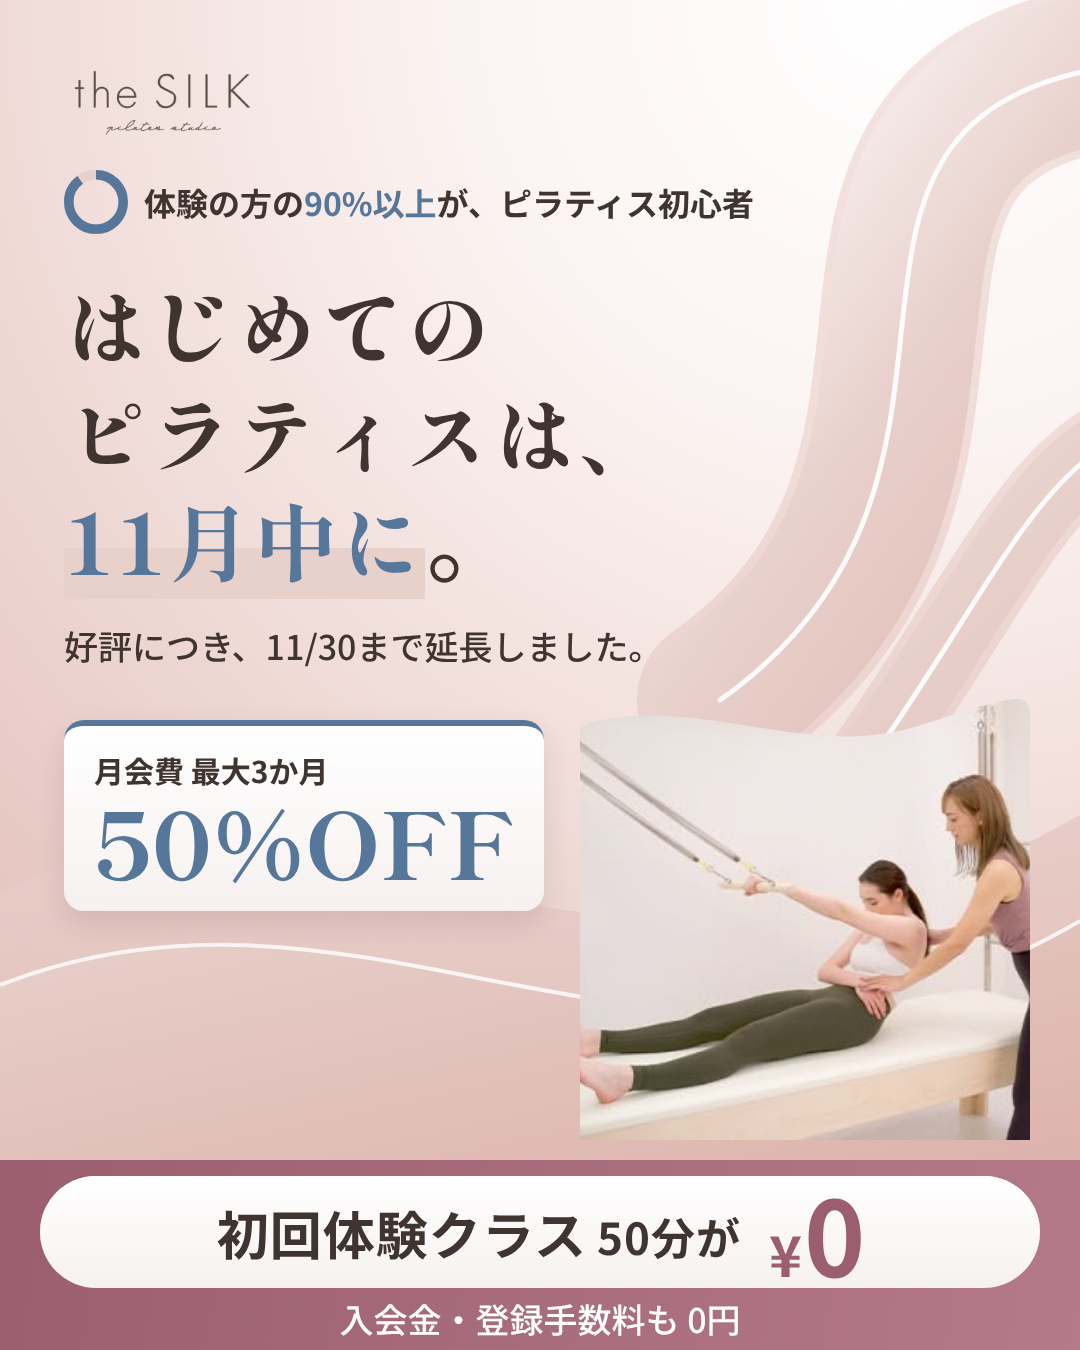 the SILK
pilates studio
体験の方の90%以上が、ピラティス初心者
はじめての
ピラティスは、
11月中に。
好評につき、11/30まで延長しました。
月会費 最大3か月
50%OFF
初回体験クラス 50分が ¥0
入会金・登録手数料も 0円